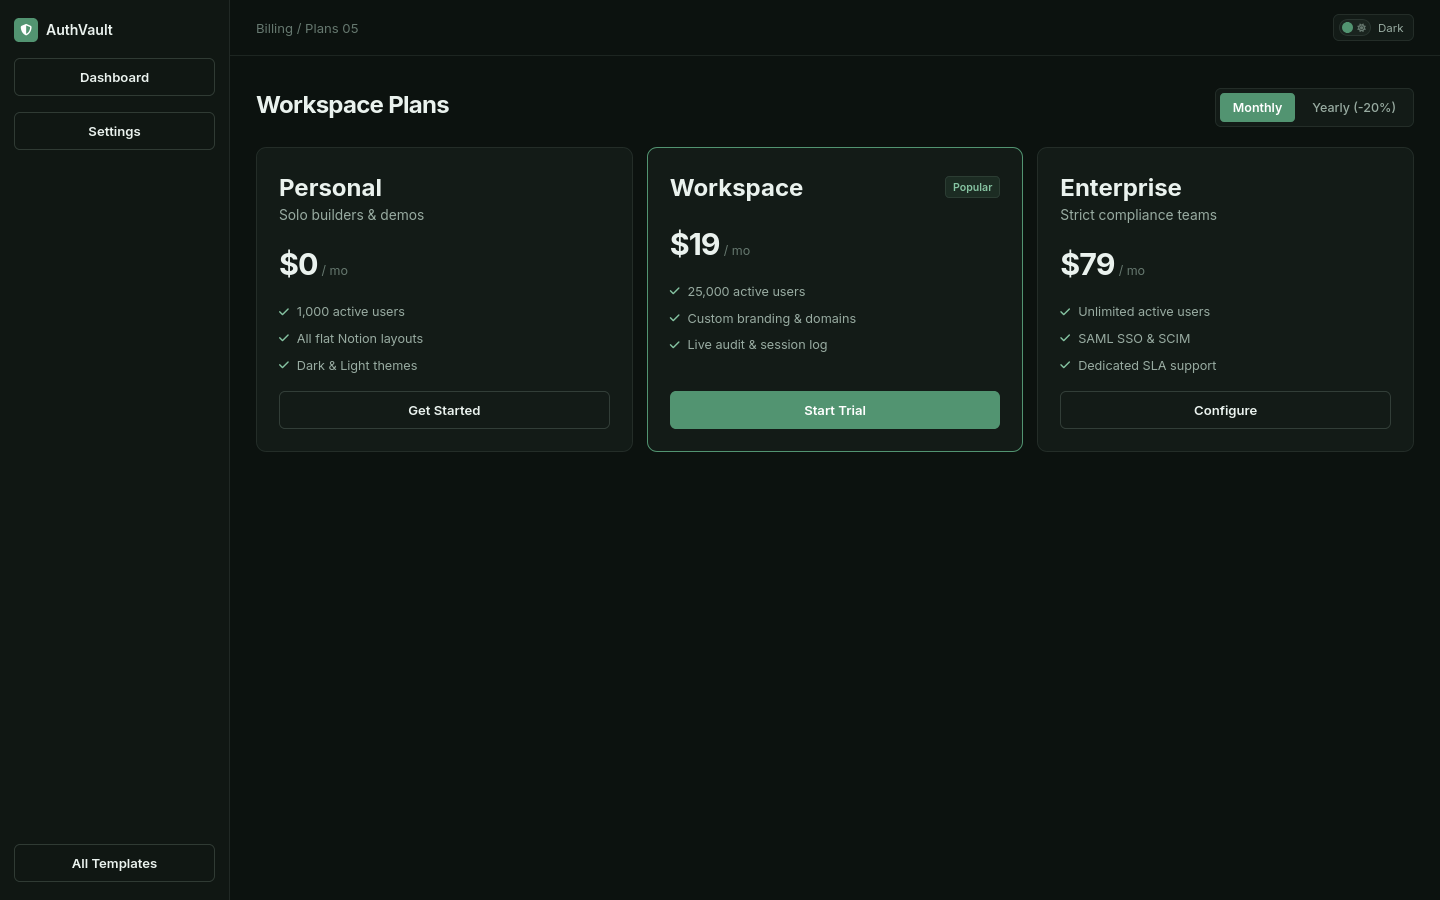 AuthVault
Dashboard
Settings
All Templates
Billing / Plans 05
Dark
Workspace Plans
Monthly
Yearly (-20%)
Personal
Solo builders & demos
$0 / mo
1,000 active users
All flat Notion layouts
Dark & Light themes
Get Started
Workspace
Popular
$19 / mo
25,000 active users
Custom branding & domains
Live audit & session log
Start Trial
Enterprise
Strict compliance teams
$79 / mo
Unlimited active users
SAML SSO & SCIM
Dedicated SLA support
Configure